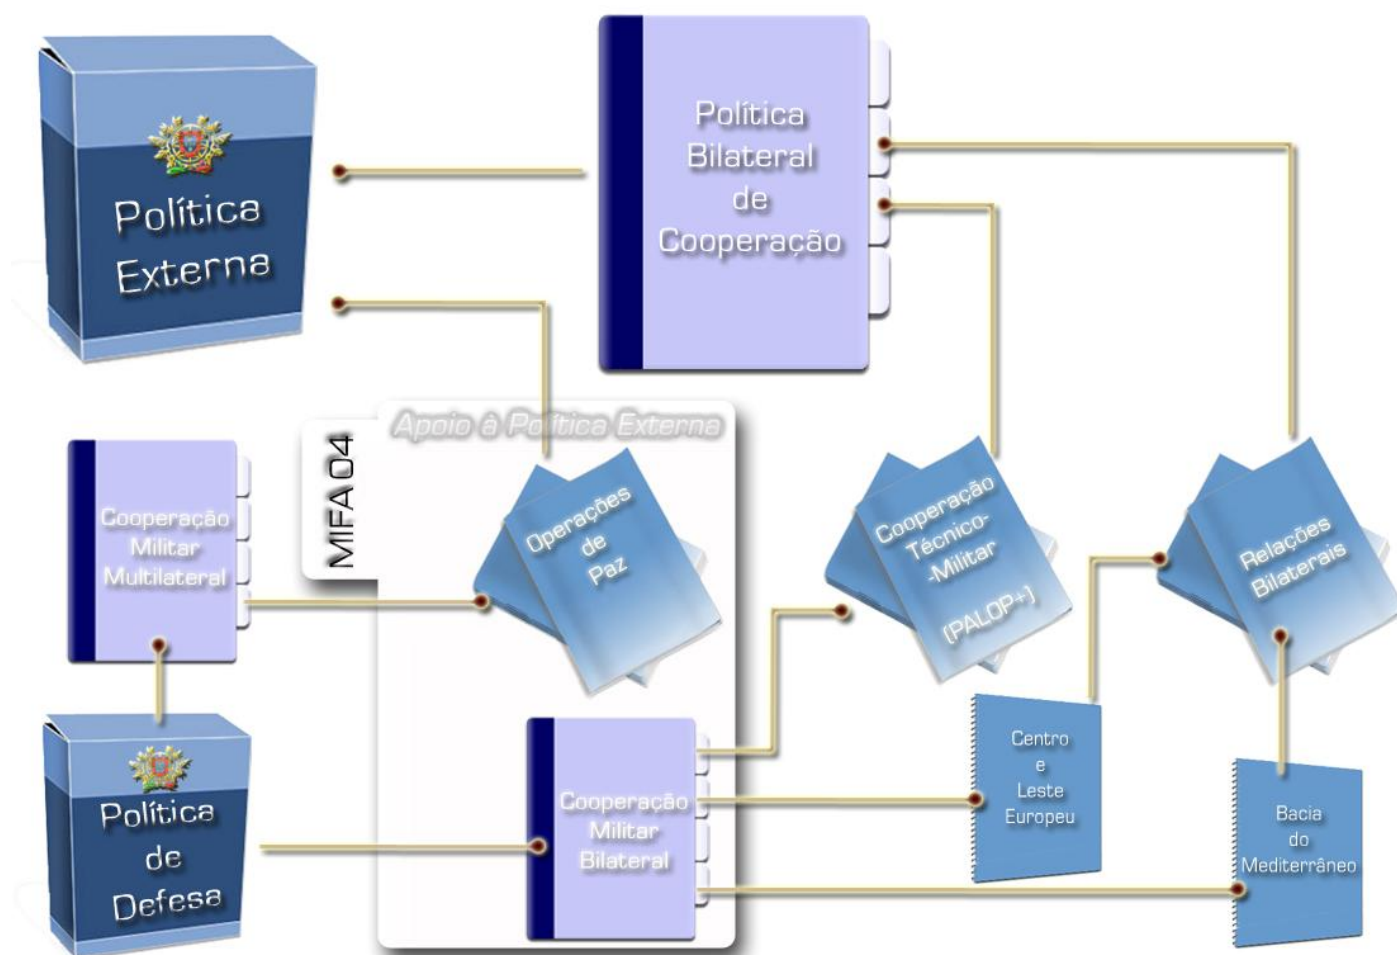 Política
Externa
Política
Bilateral
de
Cooperação
Apoio à Política Externa
MIFA 04
Cooperação
Militar
Multilateral
Operações
de
Paz
Cooperação
Técnico-
-Militar
(PALOP+)
Relações
Bilaterais
Política
de
Defesa
Cooperação
Militar
Bilateral
Centro
e
Leste
Europeu
Bacia
do
Mediterrâneo